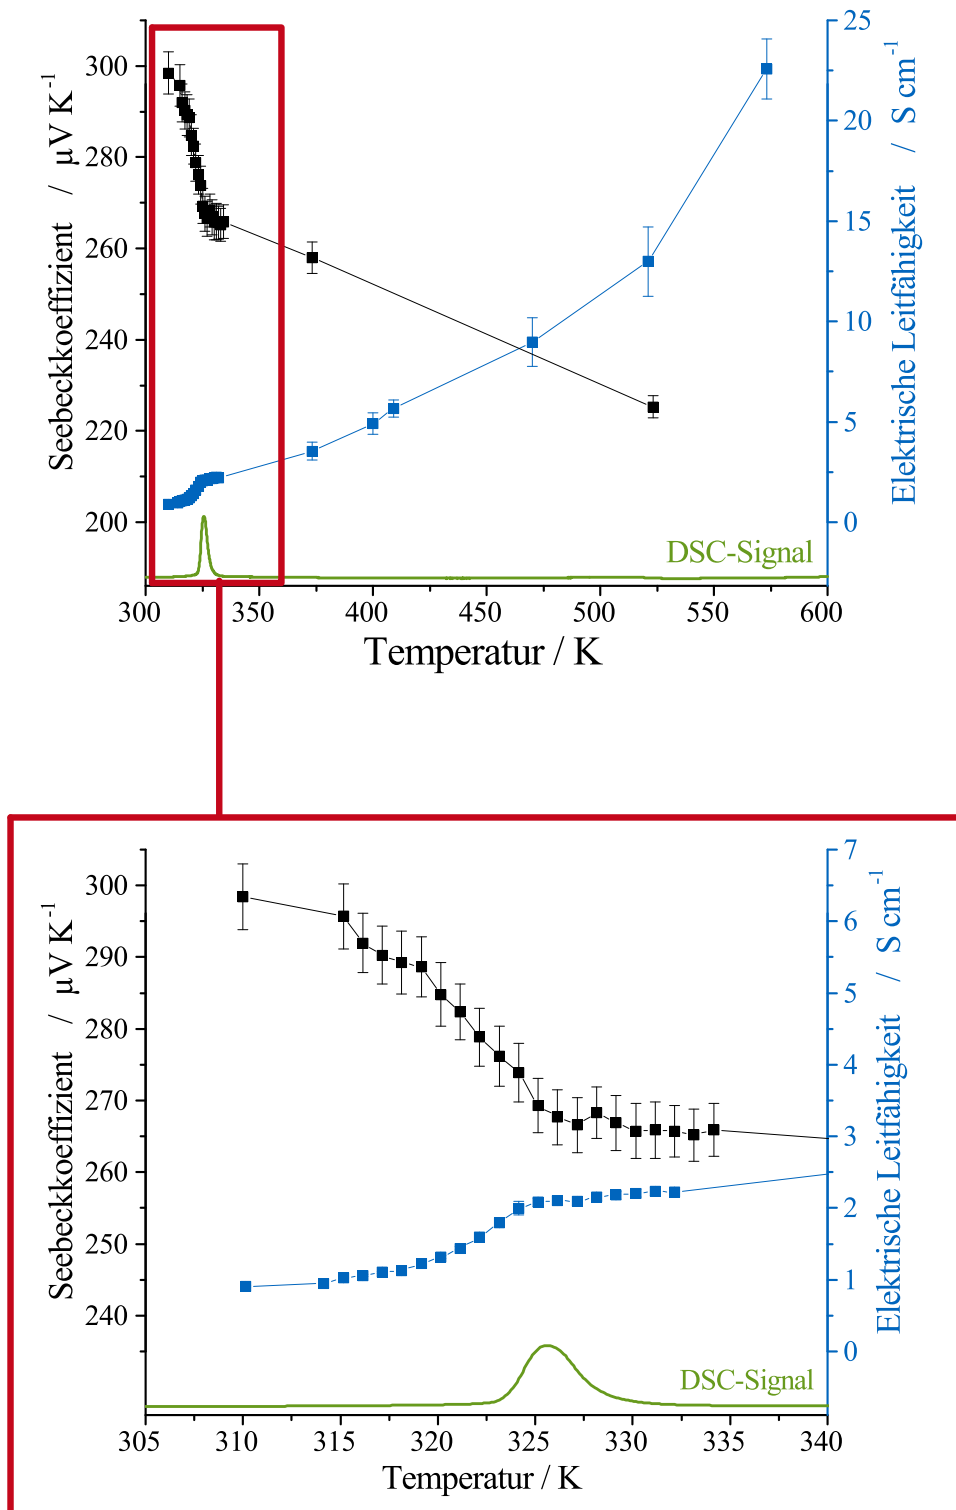 Seebeckkoeffizient / µV K⁻¹
300
280
260
240
220
200
25
20
15
10
5
0
Elektrische Leitfähigkeit / S cm⁻¹
DSC-Signal
300 350 400 450 500 550 600
Temperatur / K
Seebeckkoeffizient / µV K⁻¹
300
290
280
270
260
250
240
7
6
5
4
3
2
1
0
Elektrische Leitfähigkeit / S cm⁻¹
DSC-Signal
305 310 315 320 325 330 335 340
Temperatur / K